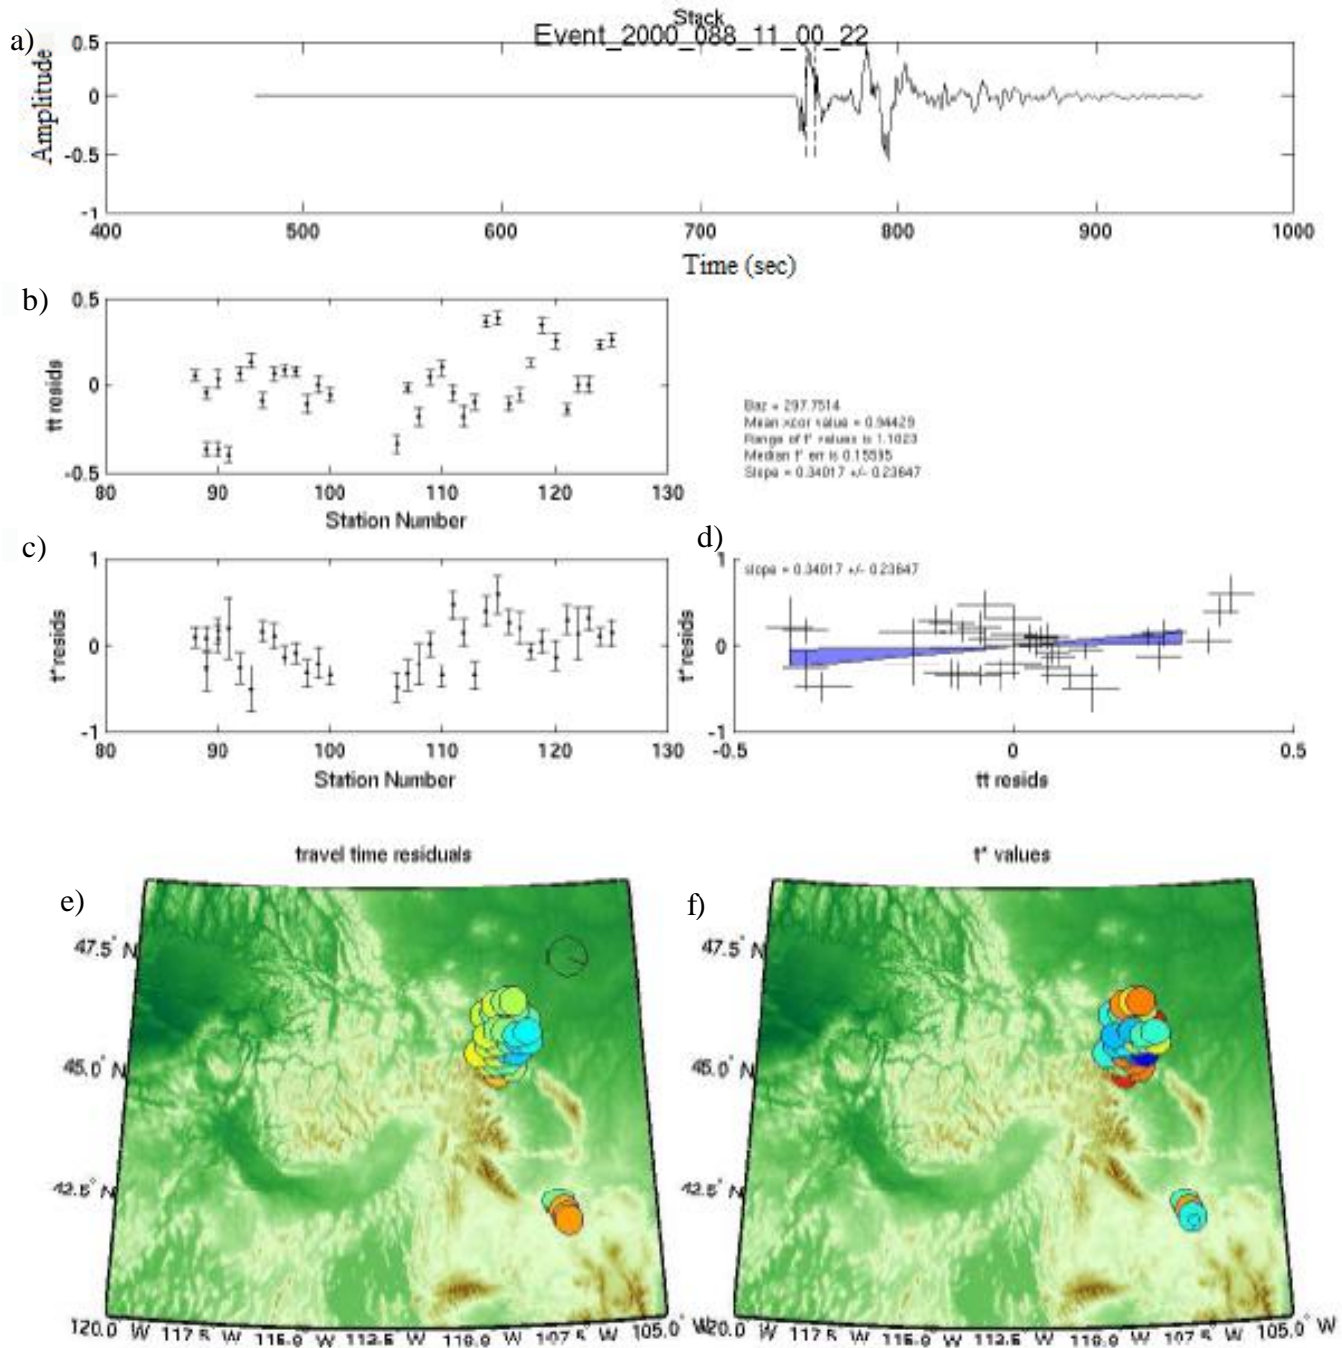 a)
Stack
Event_2000_088_11_00_22
Amplitude
0.5
0
-0.5
-1
400 500 600 700 800 900 1000
Time (sec)
b)
tt resids
0.5
0
-0.5
80 90 100 110 120 130
Station Number
Baz = 297.7514
Mean xcor value = 0.94429
Range of t* values is 1.1023
Median t* err is 0.15595
Slope = 0.34017 +/- 0.23647
c)
t*resids
1
0
-1
80 90 100 110 120 130
Station Number
d)
slope = 0.34017 +/- 0.23647
t*resids
1
0
-1
-0.5 0 0.5
tt resids
travel time residuals
e)
47.5° N
45.0° N
42.5° N
120.0 W 117.5° W 115.0° W 112.5° W 110.0° W 107.5° W 105.0° W
t* values
f)
47.5° N
45.0° N
42.5° N
120.0 W 117.5° W 115.0° W 112.5° W 110.0° W 107.5° W 105.0° W